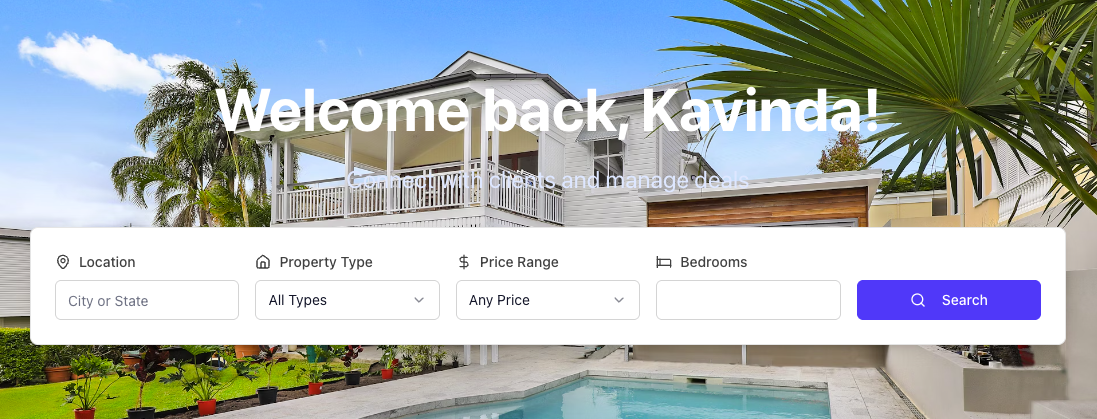 Welcome back, Kavinda!
Connect with clients and manage deals
Location
Property Type
Price Range
Bedrooms
City or State
All Types
Any Price
Search